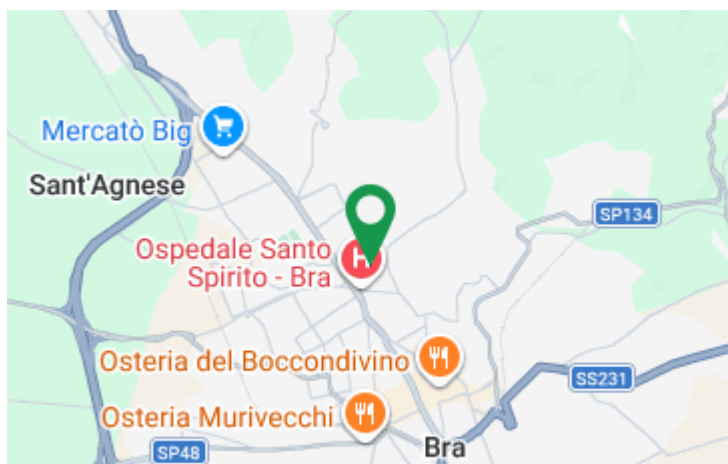 Mercatò Big
Sant'Agnese
SP134
Ospedale Santo
Spirito - Bra
H
Osteria del Boccondivino
SS231
Osteria Murivecchi
Bra
SP48